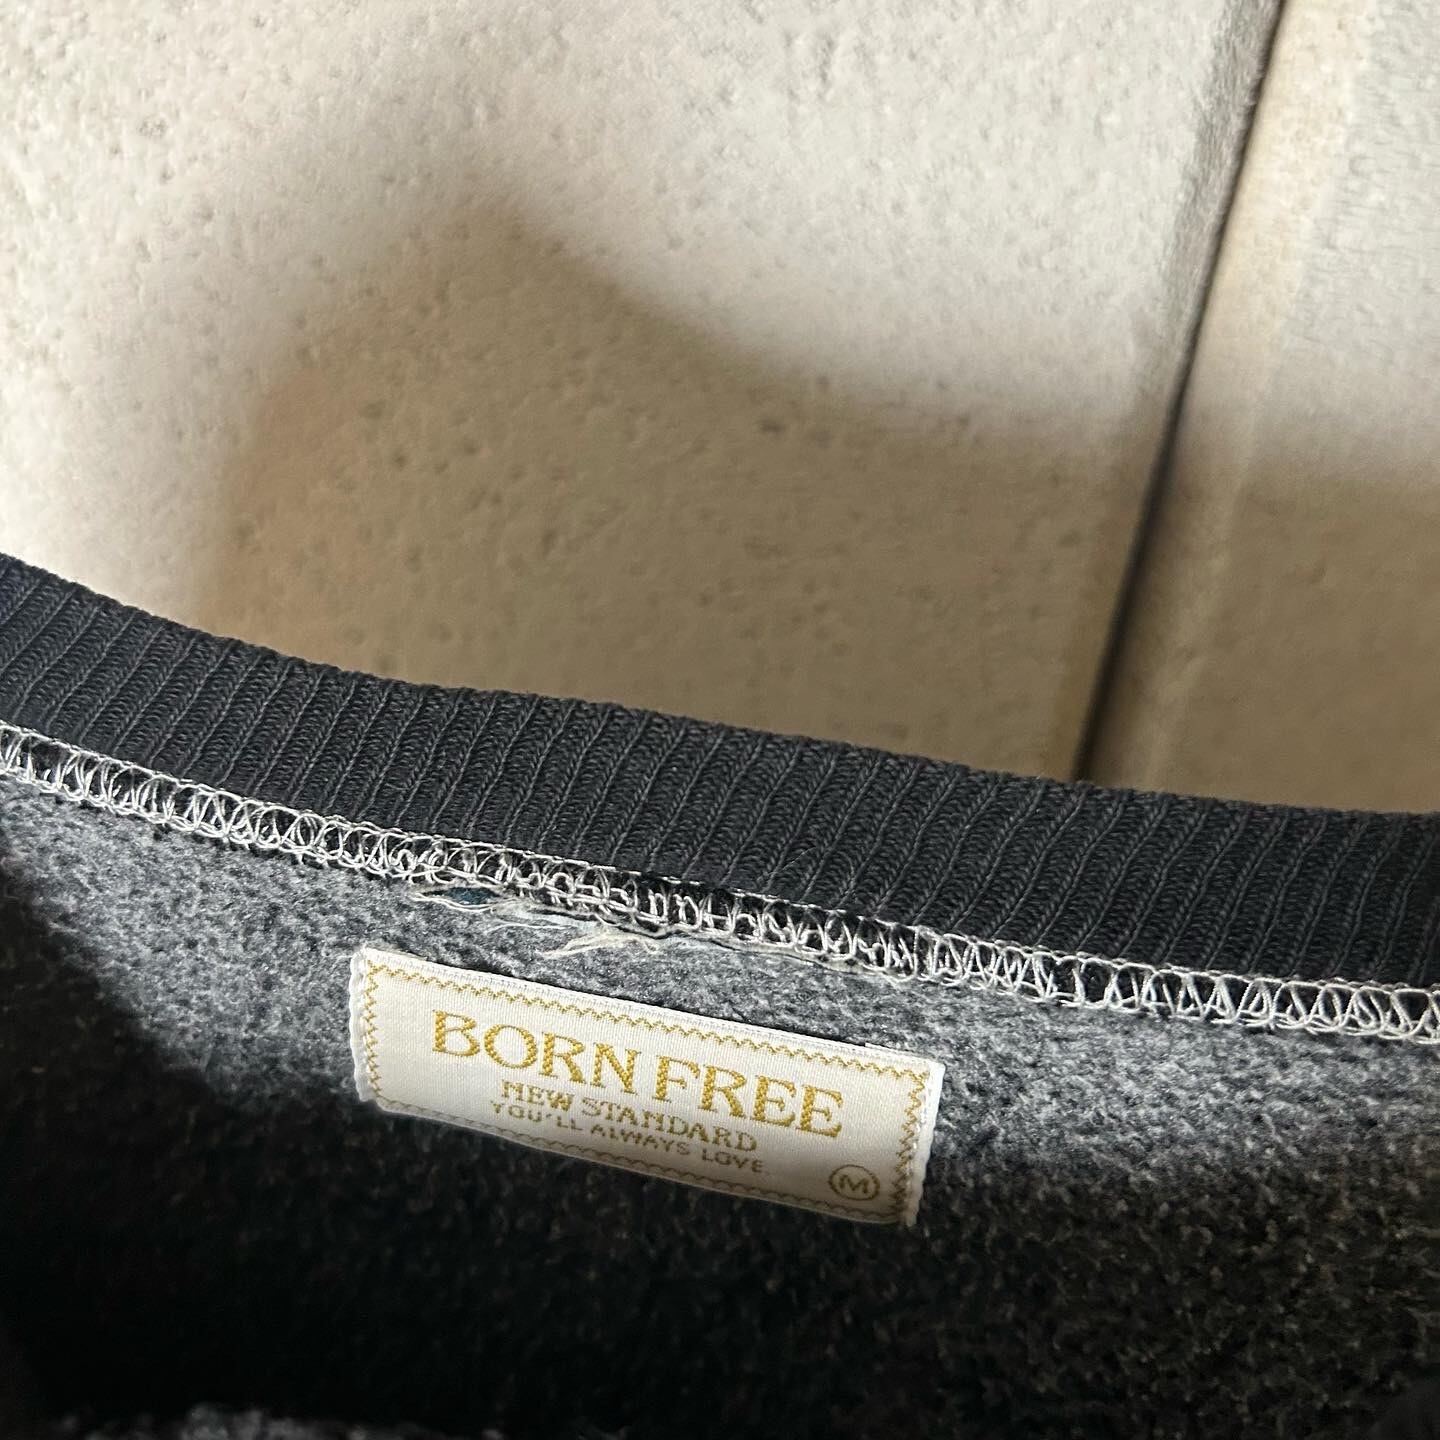 BORN FREE
NEW STANDARD
YOU'LL ALWAYS LOVE.
M